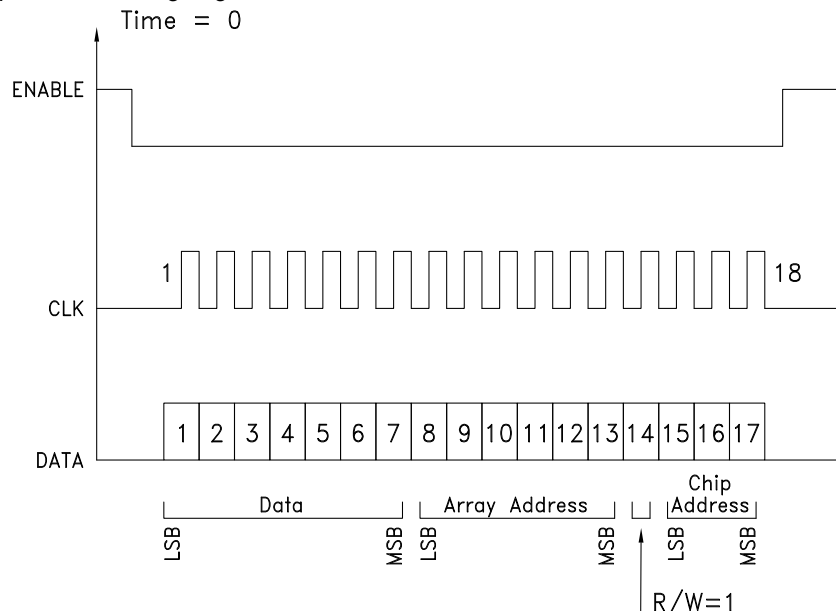 Time = 0
ENABLE
1
18
CLK
1 2 3 4 5 6 7 8 9 10 11 12 13 14 15 16 17
DATA
Data
Array Address
Chip
Address
LSB
MSB
LSB
MSB
LSB
MSB
R/W=1